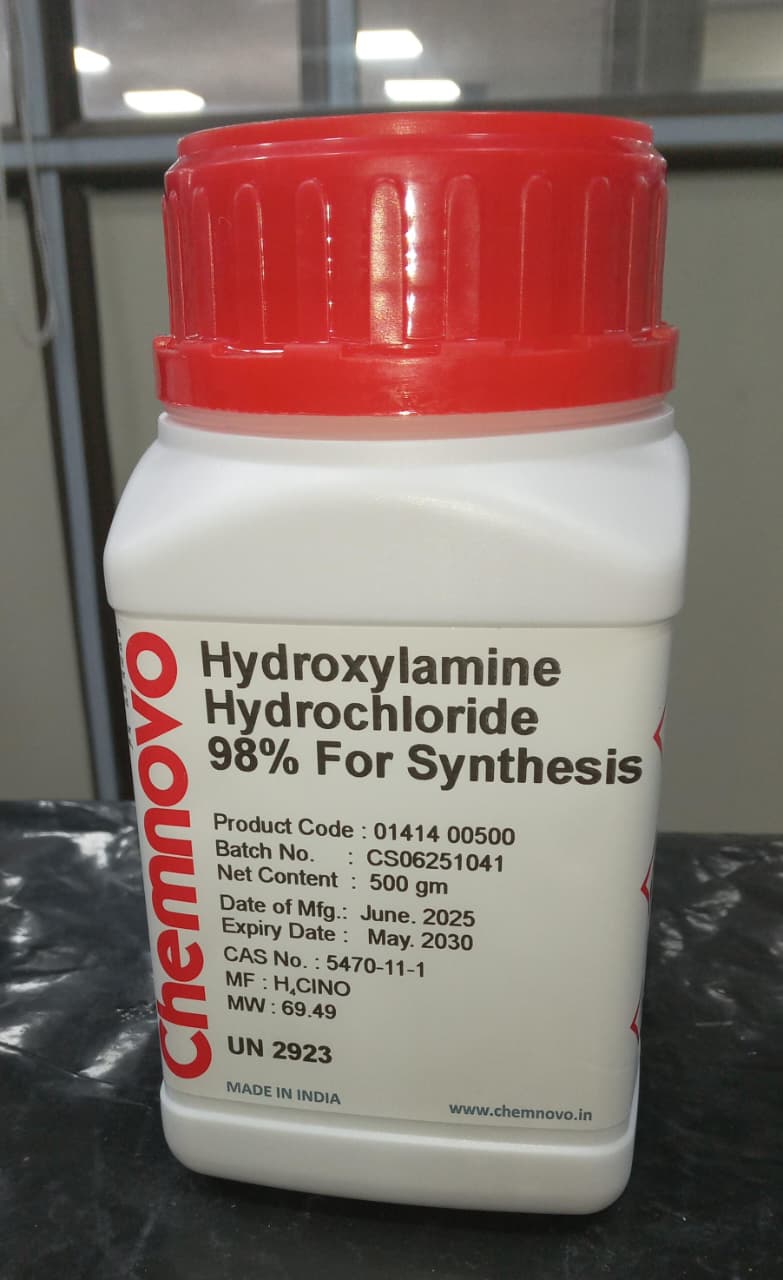 Chemnovo
Hydroxylamine
Hydrochloride
98% For Synthesis
Product Code : 01414 00500
Batch No. : CS06251041
Net Content : 500 gm
Date of Mfg.: June. 2025
Expiry Date : May. 2030
CAS No. : 5470-11-1
MF : H₄ClNO
MW : 69.49
UN 2923
MADE IN INDIA
www.chemnovo.in